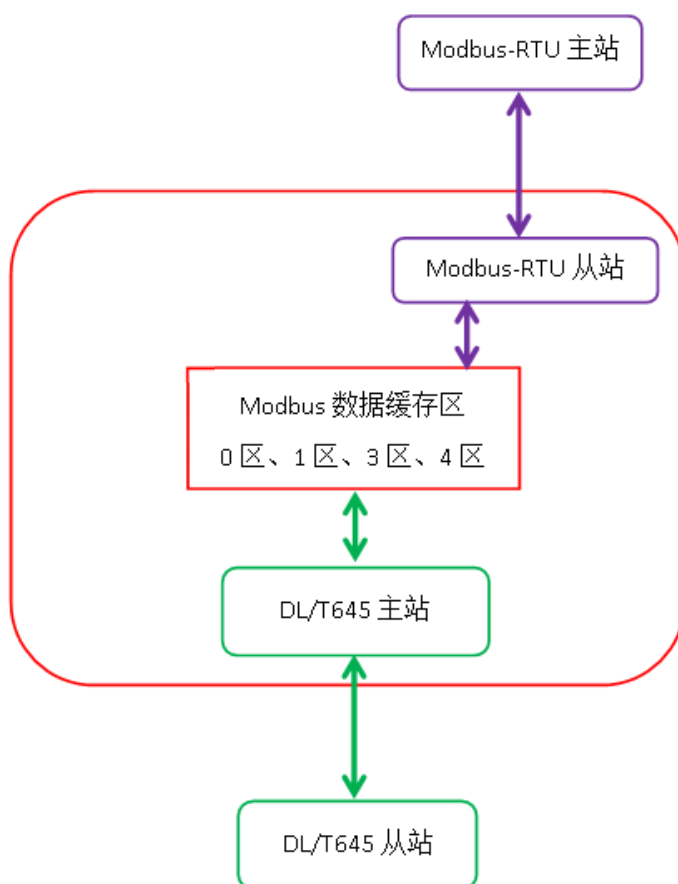 Modbus-RTU 主站
Modbus-RTU 从站
Modbus 数据缓存区
0 区、1 区、3 区、4 区
DL/T645 主站
DL/T645 从站